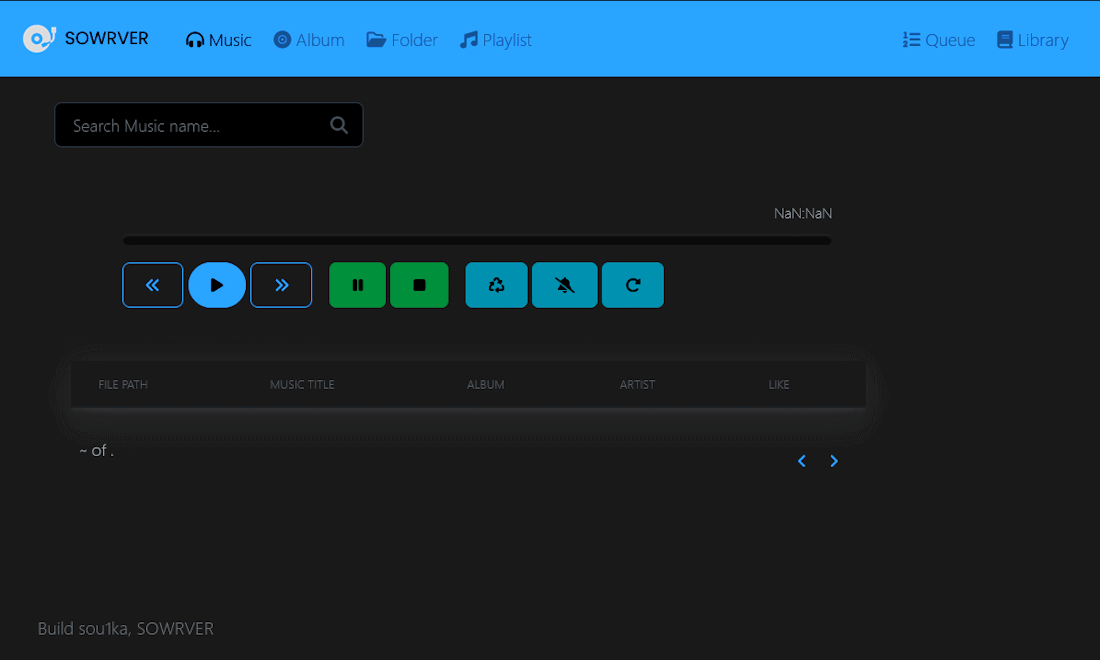 SOWRVER Music Album Folder Playlist Queue Library
Search Music name...
NaN:NaN
FILE PATH MUSIC TITLE ALBUM ARTIST LIKE
~ of .
Build sou1ka, SOWRVER